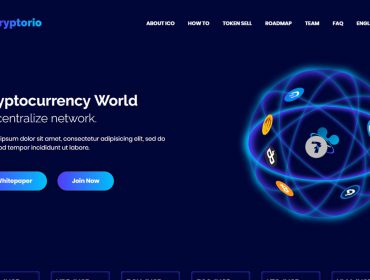 ryptorio ABOUT ICO HOW TO TOKEN SELL ROADMAP TEAM FAQ ENGL
yptocurrency World
centralize network.
ipsum dolor sit amet, consectetur adipisicing elit, sed do
od tempor incididunt ut labore.
Whitepaper Join Now